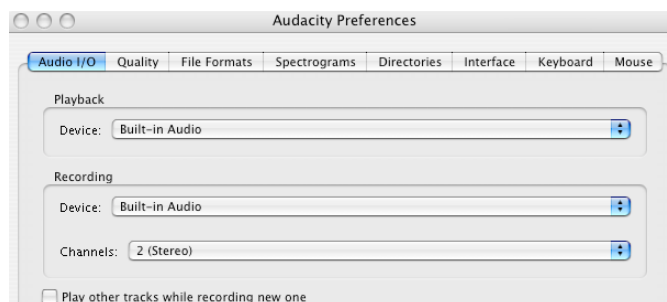 Audacity Preferences
Audio I/O Quality File Formats Spectrograms Directories Interface Keyboard Mouse
Playback
Device: Built-in Audio
Recording
Device: Built-in Audio
Channels: 2 (Stereo)
Play other tracks while recording new one